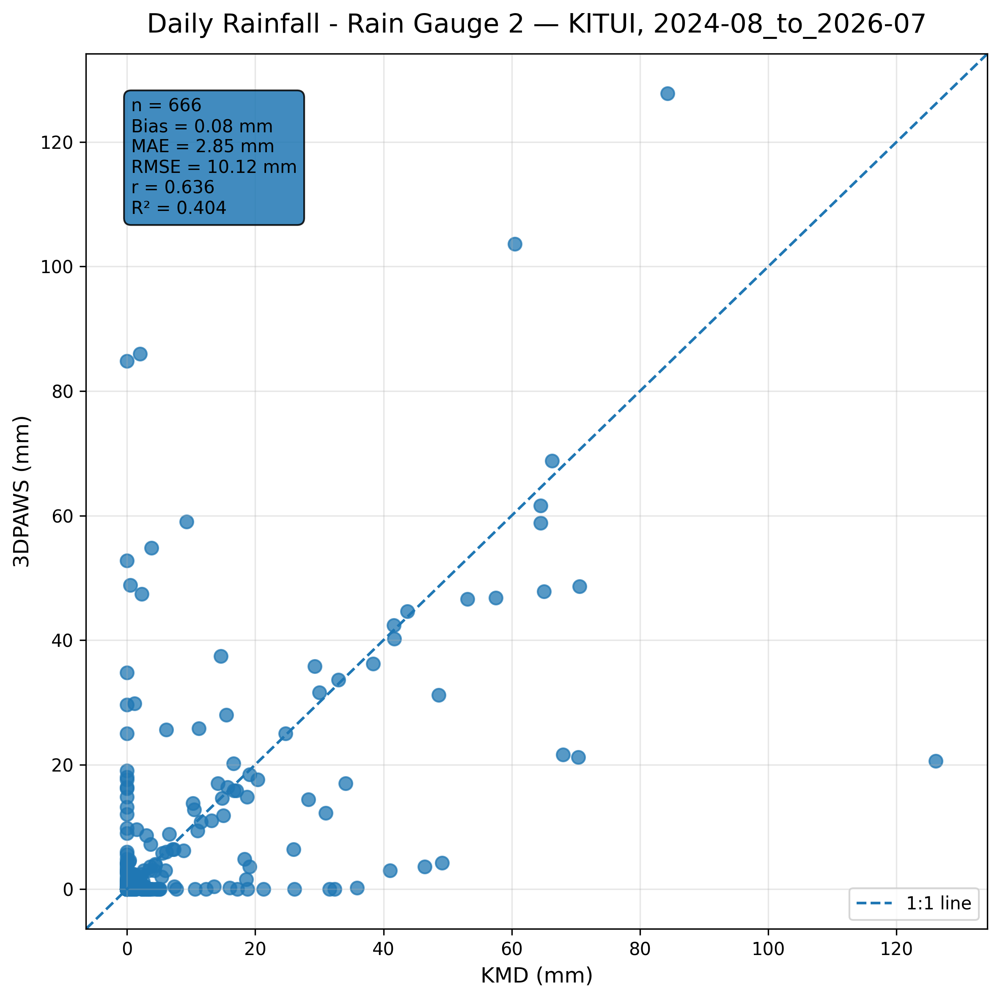 Daily Rainfall - Rain Gauge 2 — KITUI, 2024-08_to_2026-07
n = 666
Bias = 0.08 mm
MAE = 2.85 mm
RMSE = 10.12 mm
r = 0.636
R² = 0.404
120
100
80
60
40
20
0
3DPAWS (mm)
1:1 line
0 20 40 60 80 100 120
KMD (mm)